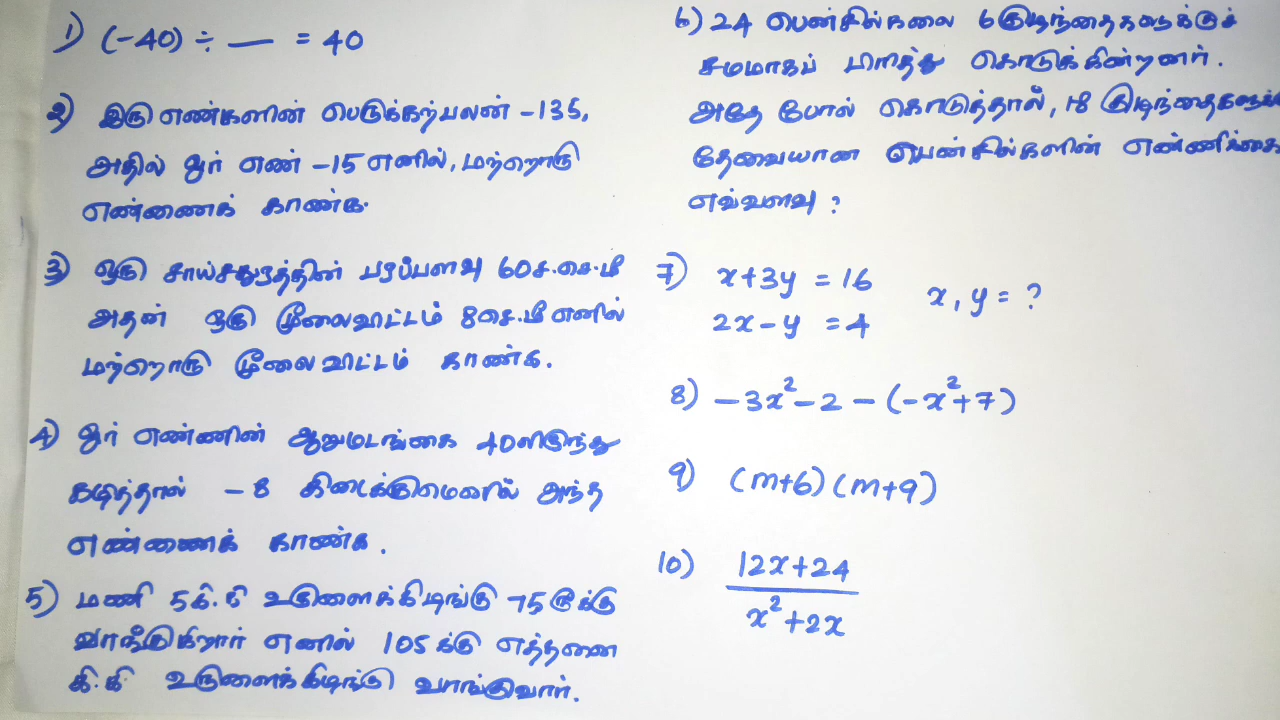 1) (-40) ÷ __ = 40
2) இரு எண்களின் பெருக்கற்பலன் -135,
அதில் ஓர் எண் -15 எனில், மற்றொரு
எண்ணைக் காண்க.
3) ஒரு சாய்சதுரத்தின் பரப்பளவு 60 ச.செ.மீ
அதன் ஒரு மூலைவிட்டம் 8 செ.மீ எனில்
மற்றொரு மூலை விட்டம் காண்க.
4) ஓர் எண்ணின் ஆறுமடங்கை 40 லிருந்து
கழித்தால் -8 கிடைக்குமெனில் அந்த
எண்ணைக் காண்க.
5) மணி 5 கி.கி உருளைக்கிழங்கு 75 ரூக்கு
வாங்குகிறார் எனில் 105 க்கு எத்தனை
கி.கி உருளைக்கிழங்கு வாங்குவார்.
6) 24 பென்சில்கலை 6 குழந்தைகளுக்குச்
சமமாகப் பிரித்து கொடுக்கின்றனர்.
அதே போல் கொடுத்தால், 18 குழந்தைகளுக்கு
தேவையான பென்சில்களின் எண்ணிக்கை
எவ்வளவு ?
7) x+3y = 16
2x-y = 4
x, y = ?
8) -3x² - 2 - (-x²+7)
9) (m+6) (m+9)
10) 12x+24
x²+2x